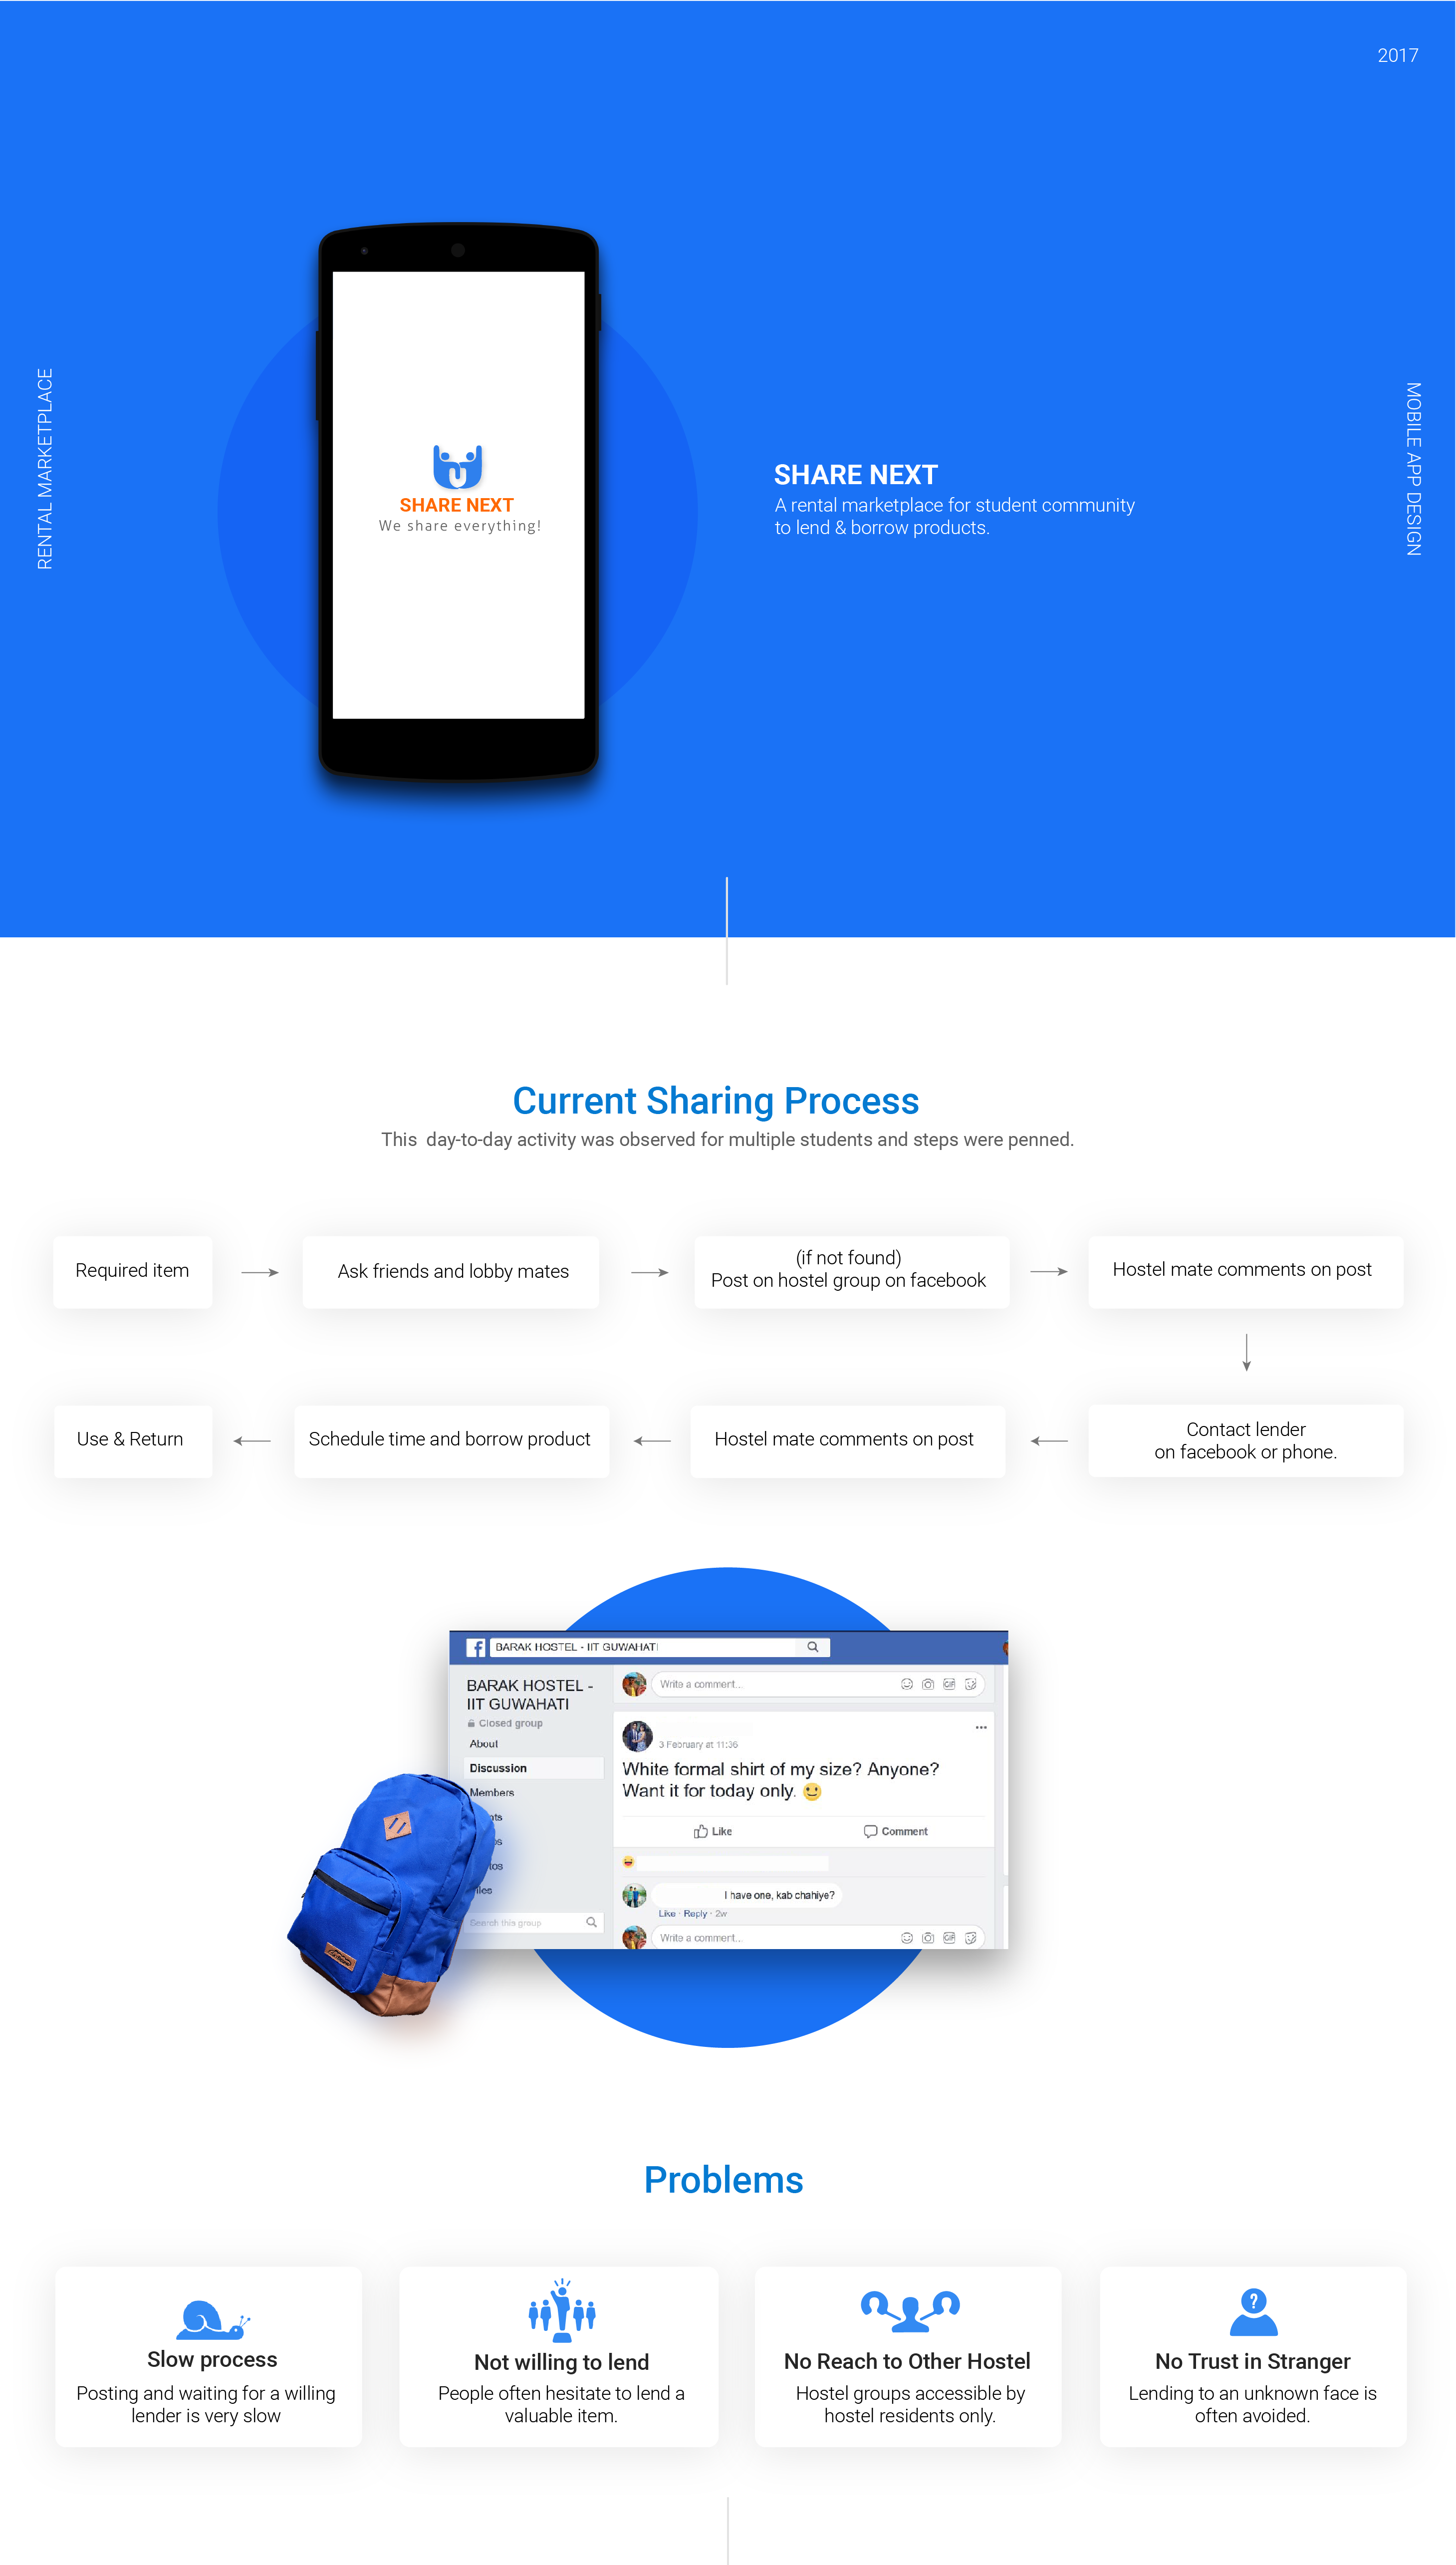 2017
RENTAL MARKETPLACE
SHARE NEXT
We share everything!
SHARE NEXT
A rental marketplace for student community
to lend & borrow products.
MOBILE APP DESIGN
Current Sharing Process
This day-to-day activity was observed for multiple students and steps were penned.
Required item
Ask friends and lobby mates
(if not found)
Post on hostel group on facebook
Hostel mate comments on post
Contact lender
on facebook or phone.
Hostel mate comments on post
Schedule time and borrow product
Use & Return
f
BARAK HOSTEL - IIT GUWAHATI
BARAK HOSTEL -
IIT GUWAHATI
Closed group
About
Discussion
Members
Search this group
Write a comment...
GIF
3 February at 11:36
White formal shirt of my size? Anyone?
Want it for today only.
Like
Comment
I have one, kab chahiye?
Like · Reply · 2w
Write a comment...
GIF
Problems
Slow process
Posting and waiting for a willing
lender is very slow
Not willing to lend
People often hesitate to lend a
valuable item.
No Reach to Other Hostel
Hostel groups accessible by
hostel residents only.
?
No Trust in Stranger
Lending to an unknown face is
often avoided.